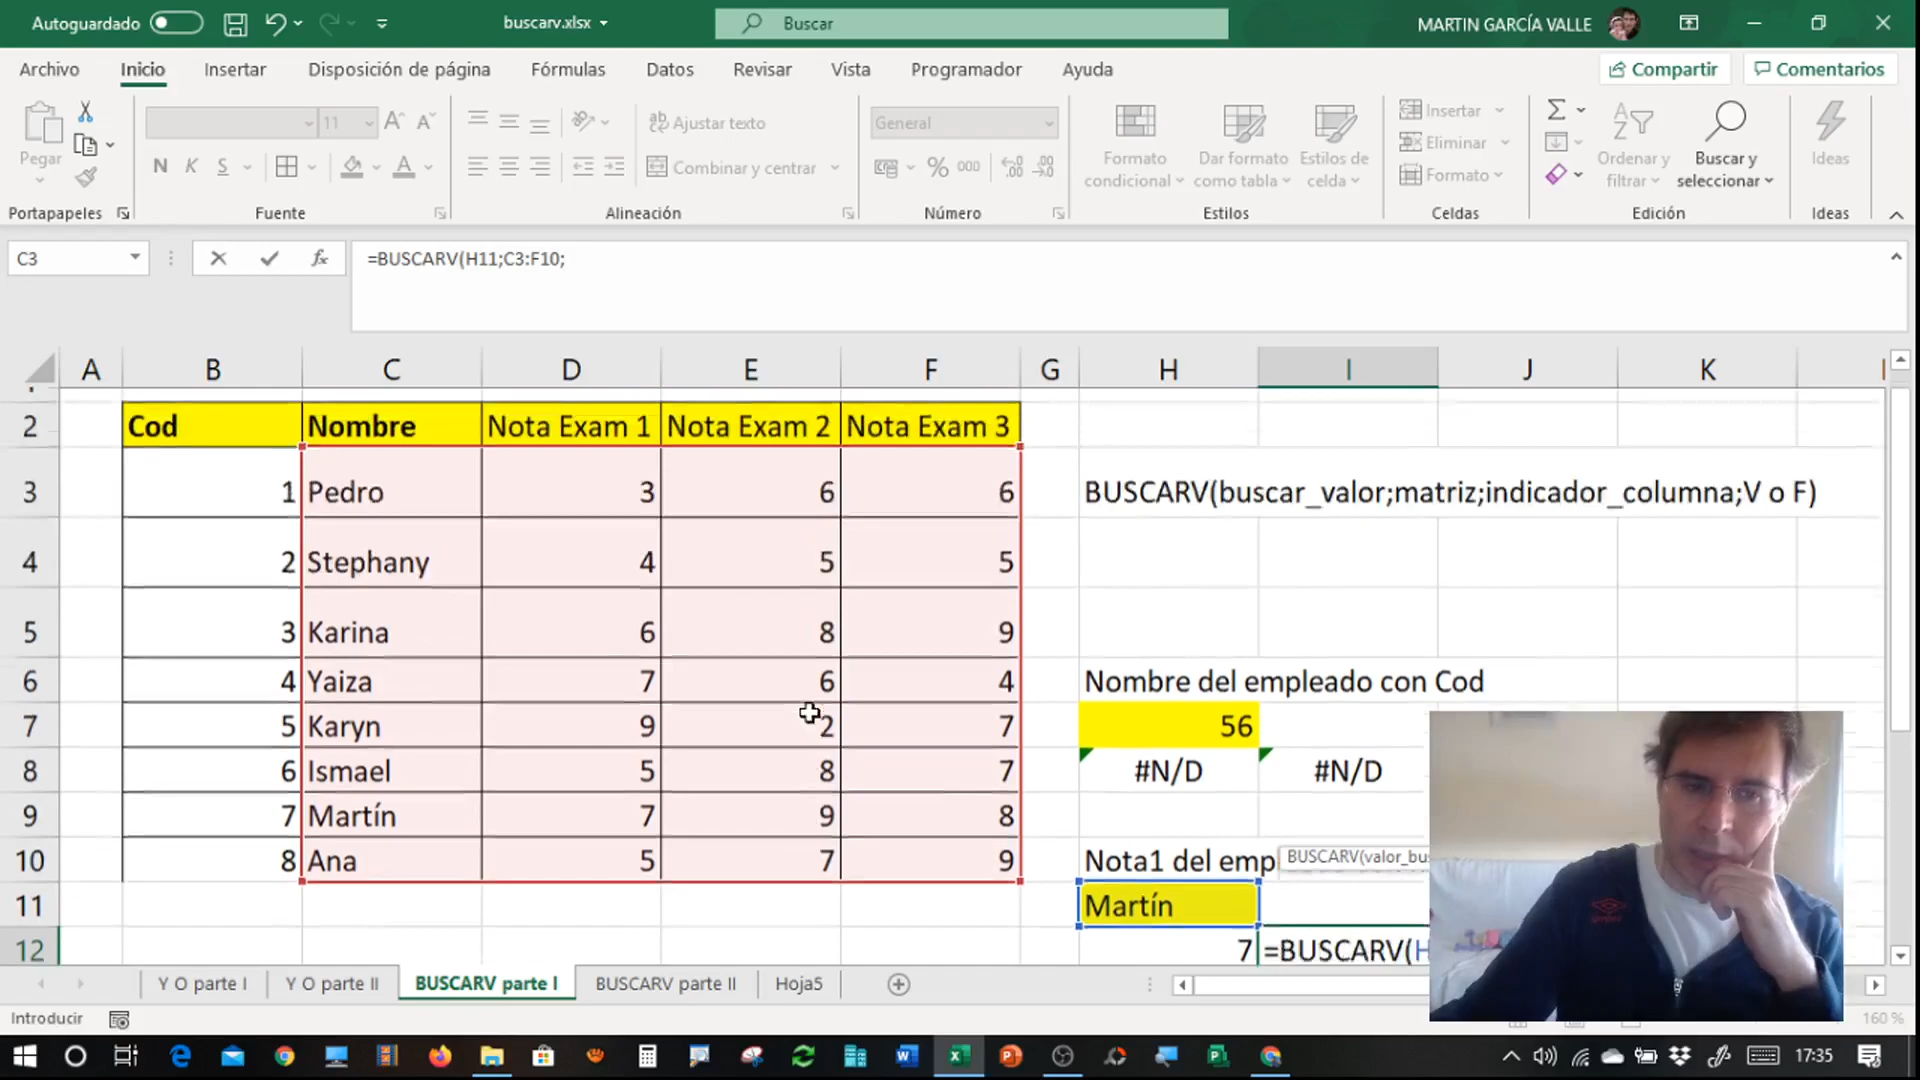 Autoguardado
buscarv.xlsx
Buscar
MARTIN GARCÍA VALLE
Archivo Inicio Insertar Disposición de página Fórmulas Datos Revisar Vista Programador Ayuda
Compartir
Comentarios
Pegar
Portapapeles
11
N K S
Fuente
Ajustar texto
Combinar y centrar
Alineación
General
% 000
Número
Formato condicional
Dar formato como tabla
Estilos de celda
Estilos
Insertar
Eliminar
Formato
Celdas
Ordenar y filtrar
Buscar y seleccionar
Edición
Ideas
Ideas
C3
fx
=BUSCARV(H11;C3:F10;
A B C D E F G H I J K
2 Cod Nombre Nota Exam 1 Nota Exam 2 Nota Exam 3
3 1 Pedro 3 6 6 BUSCARV(buscar_valor;matriz;indicador_columna;V o F)
4 2 Stephany 4 5 5
5 3 Karina 6 8 9
6 4 Yaiza 7 6 4 Nombre del empleado con Cod
7 5 Karyn 9 2 7 56
8 6 Ismael 5 8 7 #N/D #N/D
9 7 Martín 7 9 8
10 8 Ana 5 7 9 Nota1 del emp BUSCARV(valor_bu
11 Martín
12 7 =BUSCARV(H
Y O parte I Y O parte II BUSCARV parte I BUSCARV parte II Hoja5
Introducir
160 %
17:35